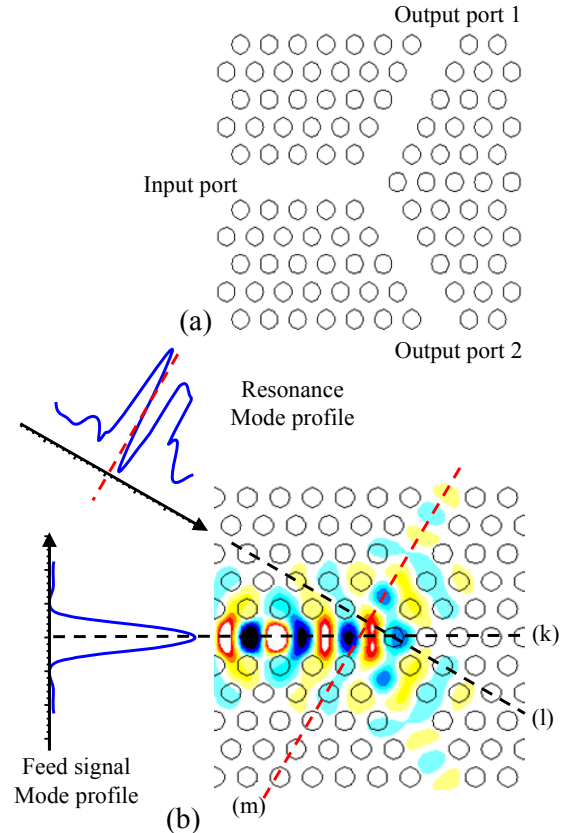 Output port 1
Input port
(a)
Output port 2
Resonance
Mode profile
(k)
(l)
Feed signal
Mode profile
(b)
(m)